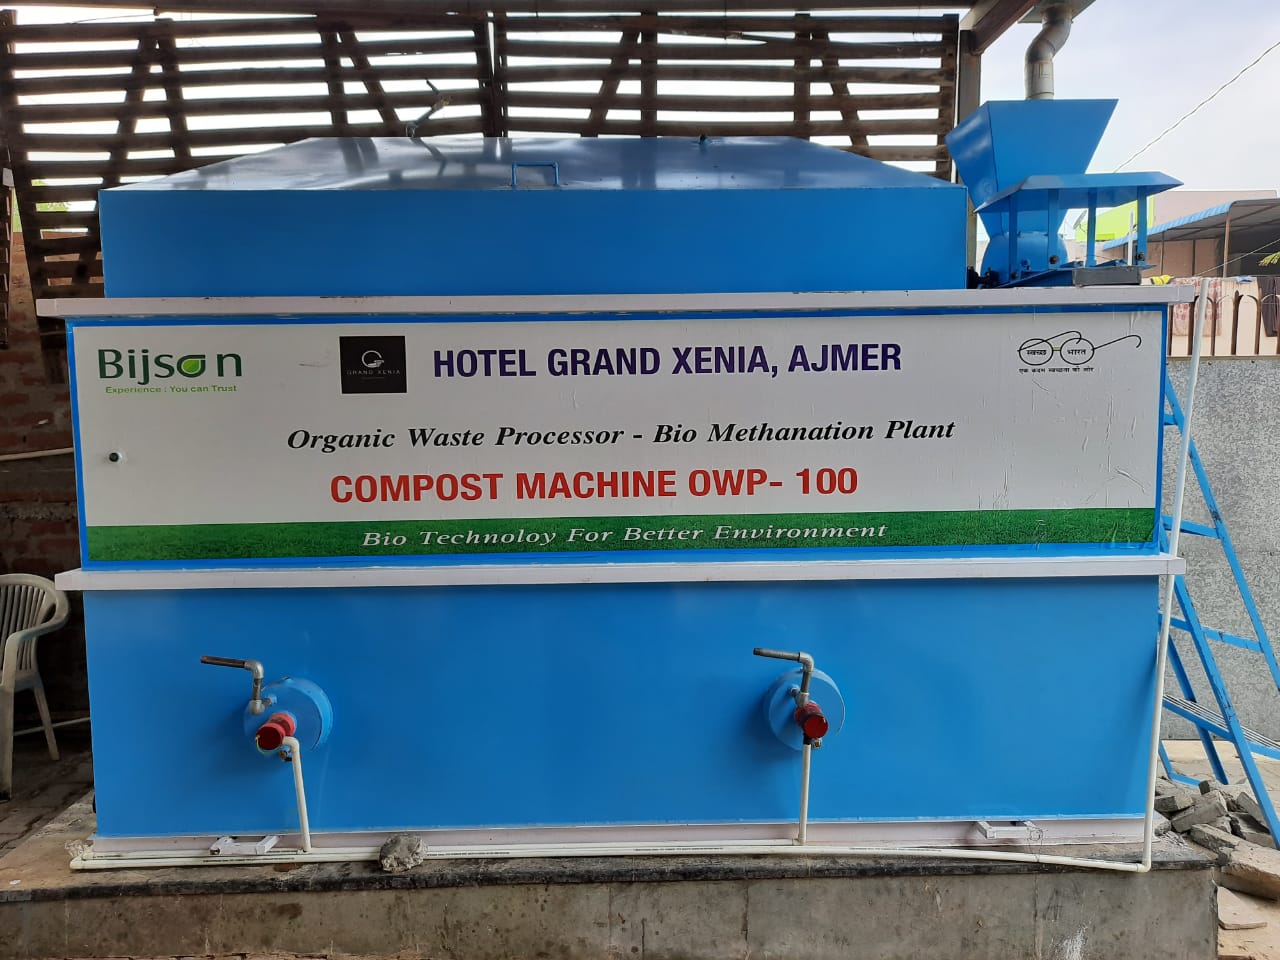 Bijson
Experience : You can Trust
GRAND XENIA
HOTEL GRAND XENIA, AJMER
स्वच्छ भारत
एक कदम स्वच्छता की ओर
Organic Waste Processor - Bio Methanation Plant
COMPOST MACHINE OWP- 100
Bio Technoloy For Better Environment